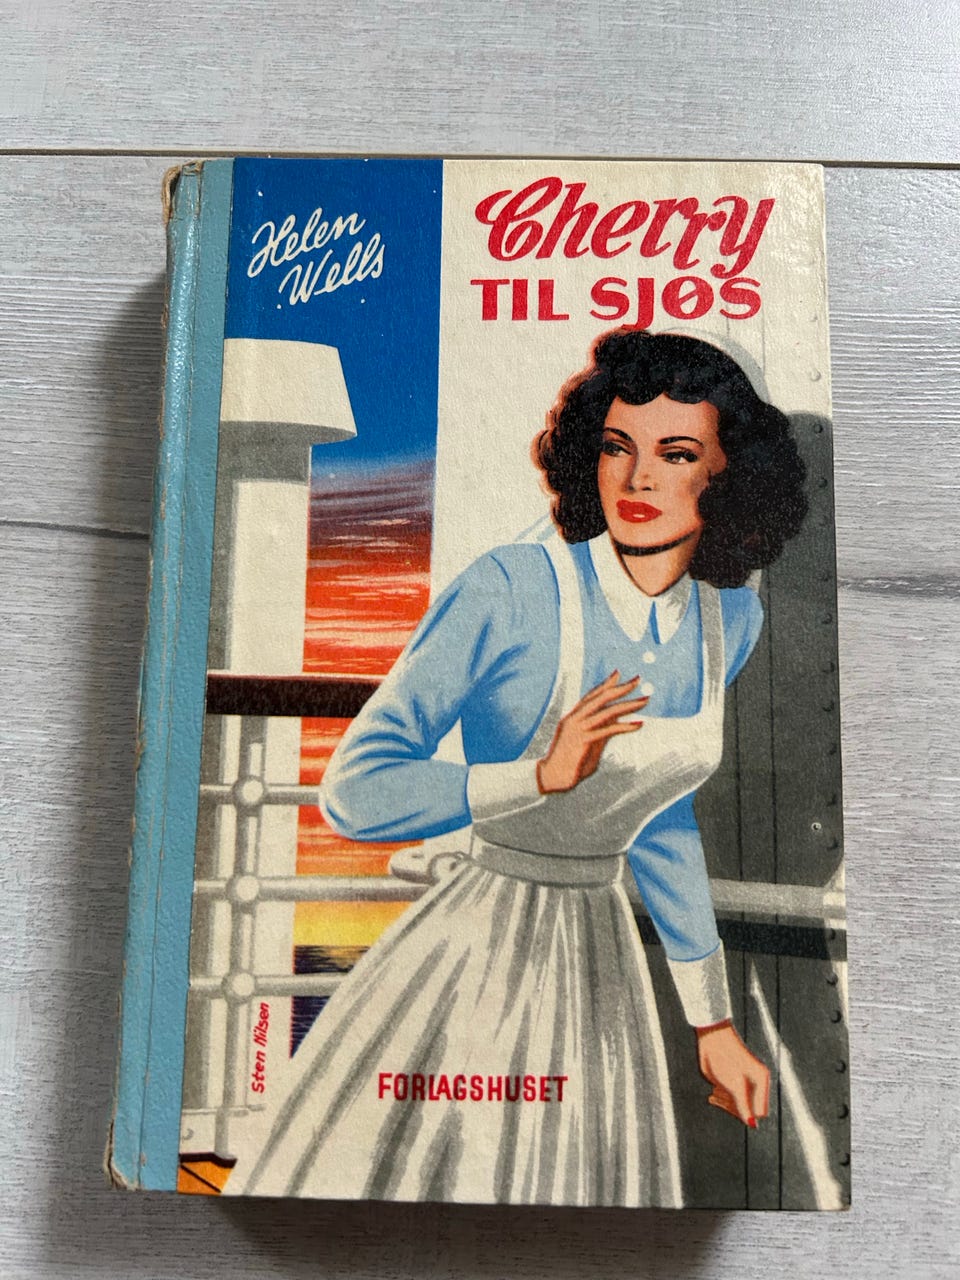 Helen
Wells
Cherry
TIL SJØS
Sten Nilsen
FORLAGSHUSET